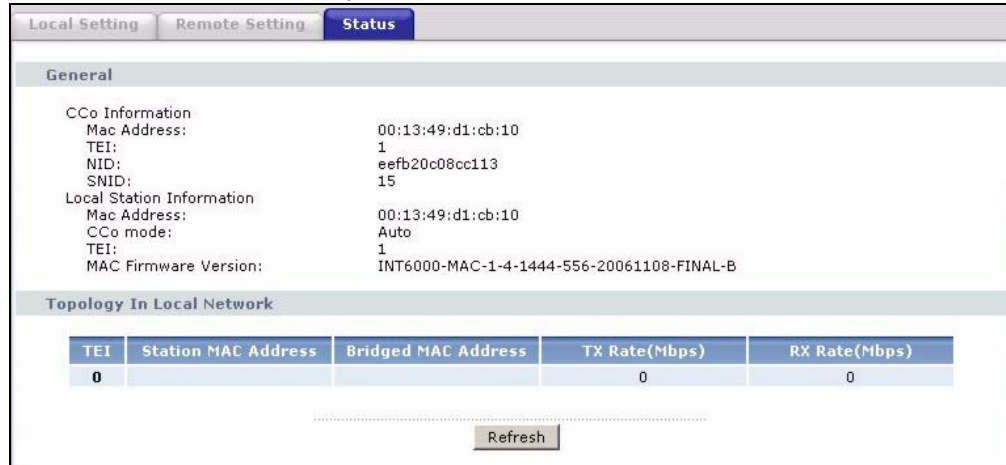 Local Setting Remote Setting Status
General
CCo Information
Mac Address: 00:13:49:d1:cb:10
TEI: 1
NID: eefb20c08cc113
SNID: 15
Local Station Information
Mac Address: 00:13:49:d1:cb:10
CCo mode: Auto
TEI: 1
MAC Firmware Version: INT6000-MAC-1-4-1444-556-20061108-FINAL-B
Topology In Local Network
TEI Station MAC Address Bridged MAC Address TX Rate(Mbps) RX Rate(Mbps)
0 0 0
Refresh